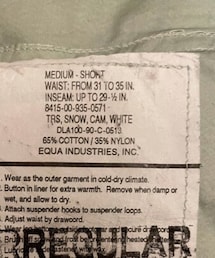 MEDIUM - SHORT
WAIST: FROM 31 TO 35 IN.
INSEAM: UP TO 29-½ IN.
8415-00-935-0571
TRS, SNOW, CAM, WHITE
DLA100-90-C-0513
65% COTTON / 35% NYLON
EQUA INDUSTRIES, INC.
. Wear as the outer garment in cold-dry climate.
2. Button in liner for extra warmth. Remove when damp or
wet, and allow to dry.
. Attach suspender hooks to suspender loops.
. Adjust waist by drawcord.
REGULAR